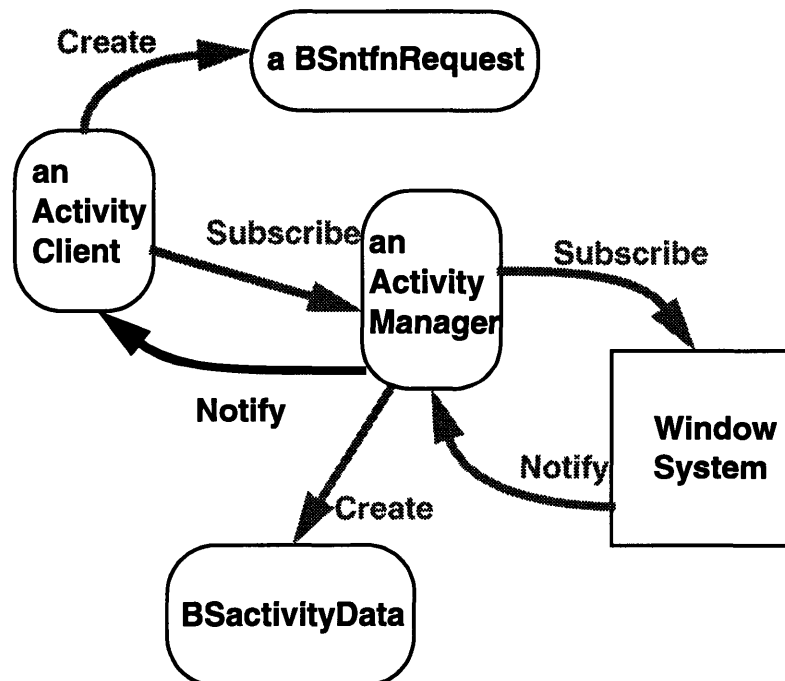 Create
a BSntfnRequest
an
Activity
Client
Subscribe
an
Activity
Manager
Subscribe
Notify
Window
System
Notify
Create
BSactivityData